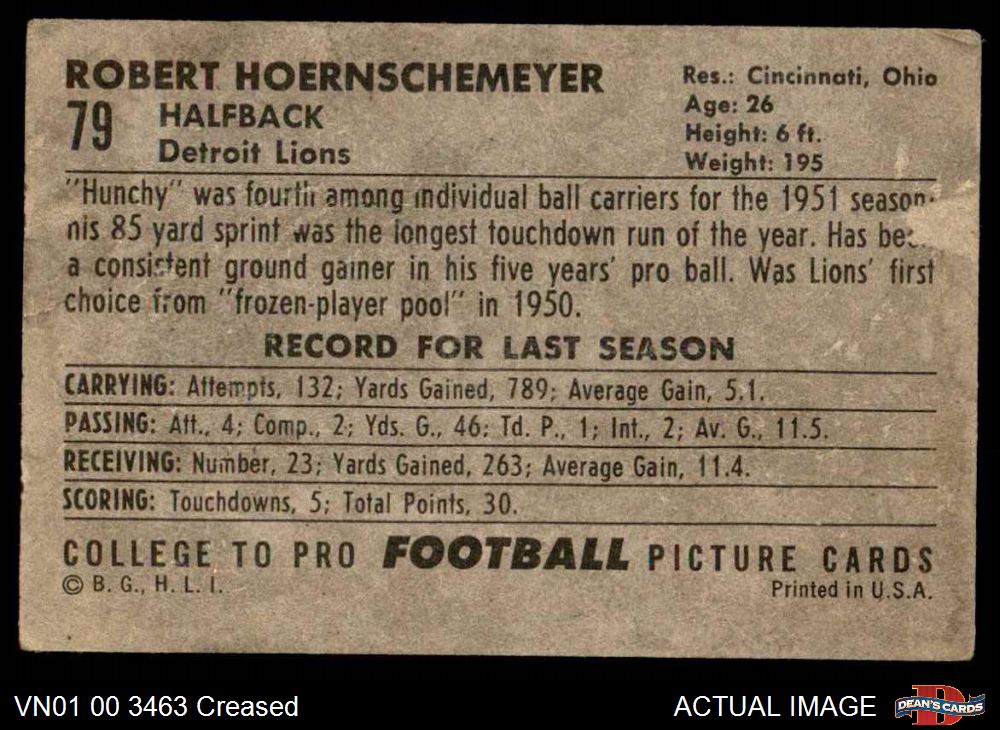 ROBERT HOERNSCHEMEYER
79
HALFBACK
Detroit Lions
Res.: Cincinnati, Ohio
Age: 26
Height: 6 ft.
Weight: 195
"Hunchy" was fourth among individual ball carriers for the 1951 season.
his 85 yard sprint was the longest touchdown run of the year. Has been
a consistent ground gainer in his five years' pro ball. Was Lions' first
choice from "frozen-player pool" in 1950.
RECORD FOR LAST SEASON
CARRYING: Attempts, 132; Yards Gained, 789; Average Gain, 5.1.
PASSING: Att., 4; Comp., 2; Yds. G., 46; Td. P., 1; Int., 2; Av. G., 11.5.
RECEIVING: Number, 23; Yards Gained, 263; Average Gain, 11.4.
SCORING: Touchdowns, 5; Total Points, 30.
COLLEGE TO PRO FOOTBALL PICTURE CARDS
© B. G., H. L. I.
Printed in U.S.A.
VN01 00 3463 Creased
ACTUAL IMAGE
D
DEAN'S CARDS